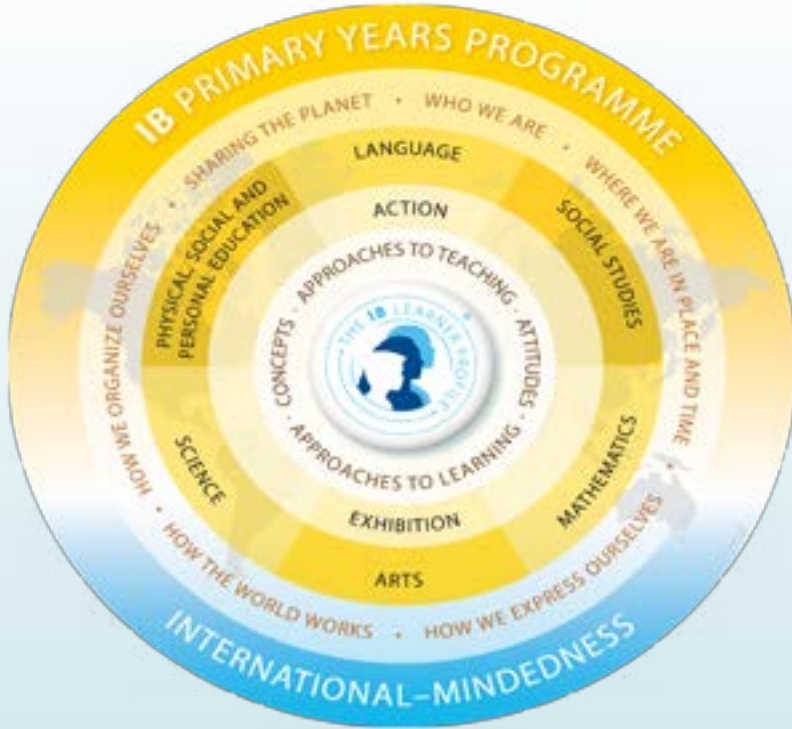 IB PRIMARY YEARS PROGRAMME
SHARING THE PLANET • WHO WE ARE • WHERE WE ARE IN PLACE AND TIME • HOW WE EXPRESS OURSELVES • HOW THE WORLD WORKS • HOW WE ORGANIZE OURSELVES •
LANGUAGE
SOCIAL STUDIES
MATHEMATICS
ARTS
SCIENCE
PHYSICAL, SOCIAL AND
PERSONAL EDUCATION
ACTION
EXHIBITION
APPROACHES TO TEACHING · ATTITUDES · APPROACHES TO LEARNING · CONCEPTS ·
THE IB LEARNER PROFILE
INTERNATIONAL–MINDEDNESS